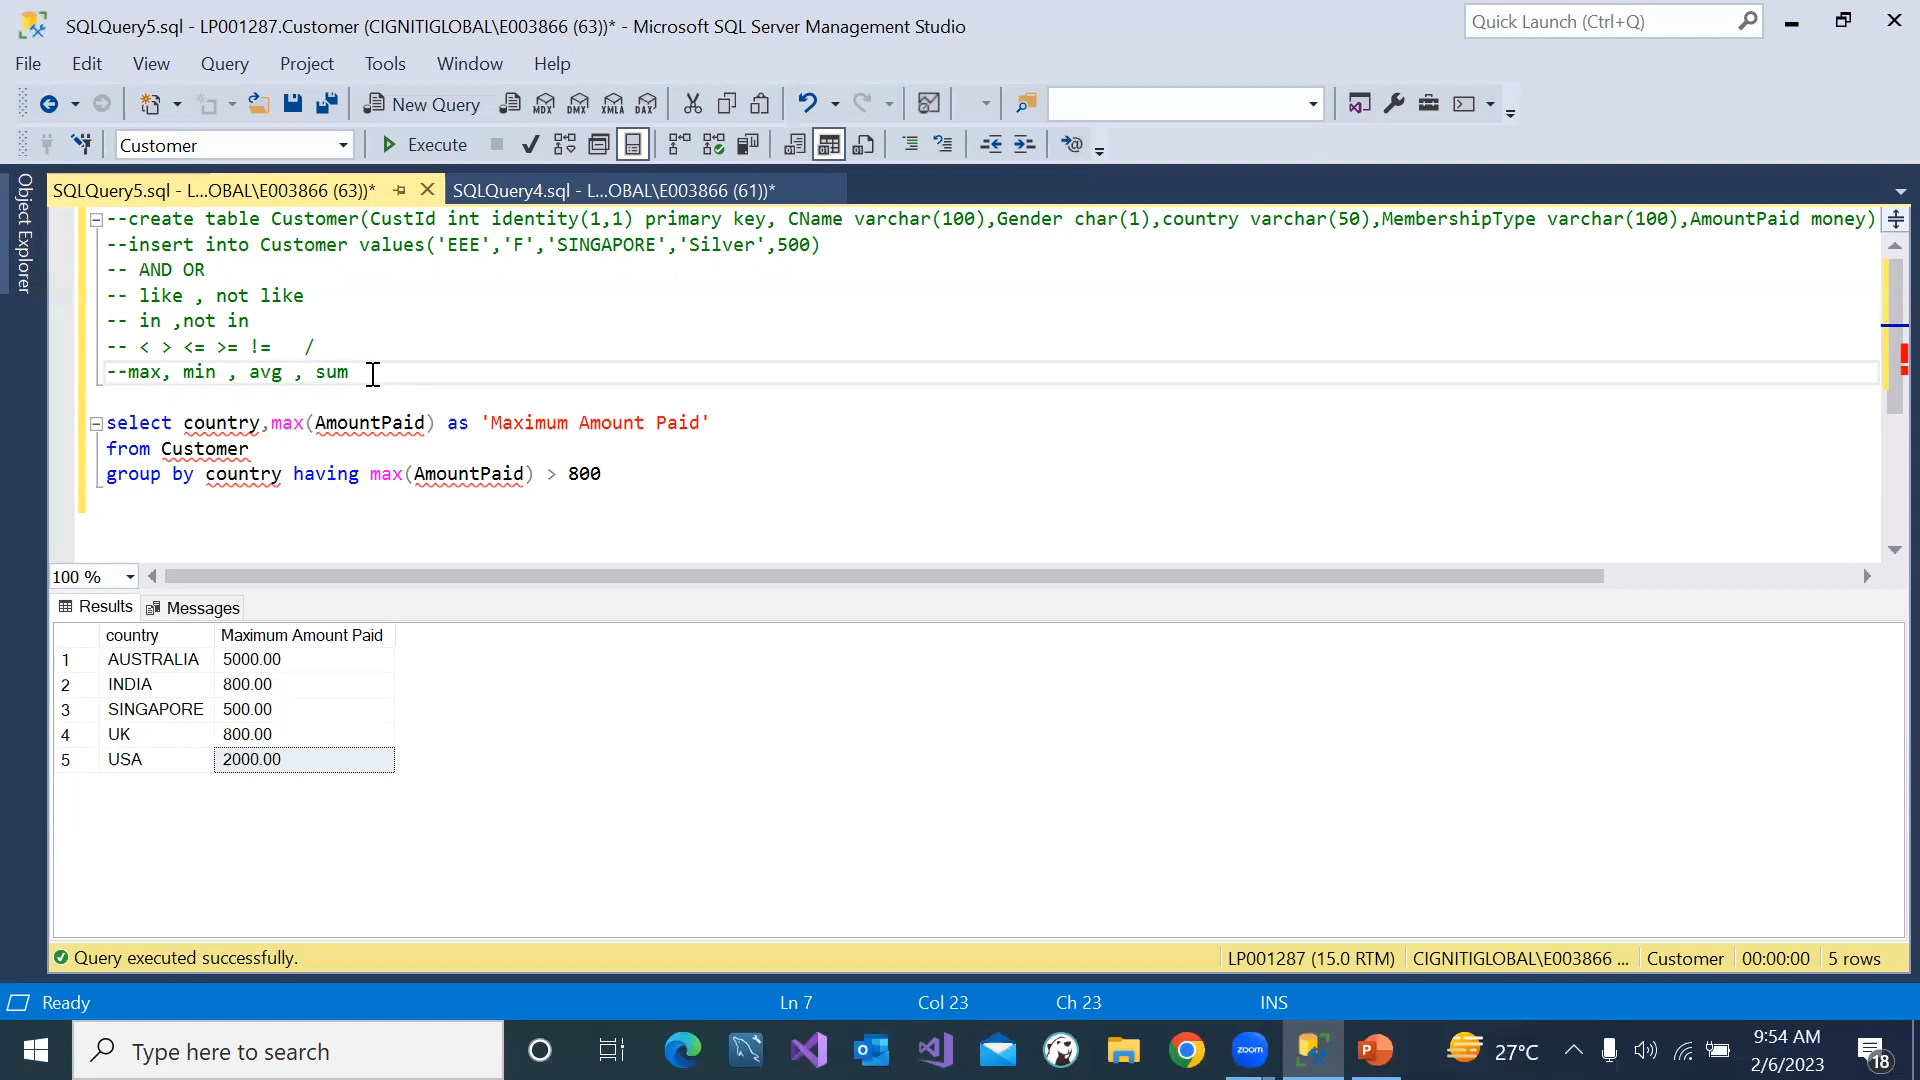 SQLQuery5.sql - LP001287.Customer (CIGNITIGLOBAL\E003866 (63))* - Microsoft SQL Server Management Studio
Quick Launch (Ctrl+Q)
File Edit View Query Project Tools Window Help
New Query MDX DMX XMLA DAX
Customer Execute
Object Explorer
SQLQuery5.sql - L...OBAL\E003866 (63))* SQLQuery4.sql - L...OBAL\E003866 (61))*
--create table Customer(CustId int identity(1,1) primary key, CName varchar(100),Gender char(1),country varchar(50),MembershipType varchar(100),AmountPaid money)
--insert into Customer values('EEE','F','SINGAPORE','Silver',500)
-- AND OR
-- like , not like
-- in ,not in
-- < > <= >= != /
--max, min , avg , sum
select country,max(AmountPaid) as 'Maximum Amount Paid'
from Customer
group by country having max(AmountPaid) > 800
100 %
Results Messages
country Maximum Amount Paid
1 AUSTRALIA 5000.00
2 INDIA 800.00
3 SINGAPORE 500.00
4 UK 800.00
5 USA 2000.00
Query executed successfully. LP001287 (15.0 RTM) CIGNITIGLOBAL\E003866 ... Customer 00:00:00 5 rows
Ready Ln 7 Col 23 Ch 23 INS
Type here to search
zoom
27°C
9:54 AM
2/6/2023
18